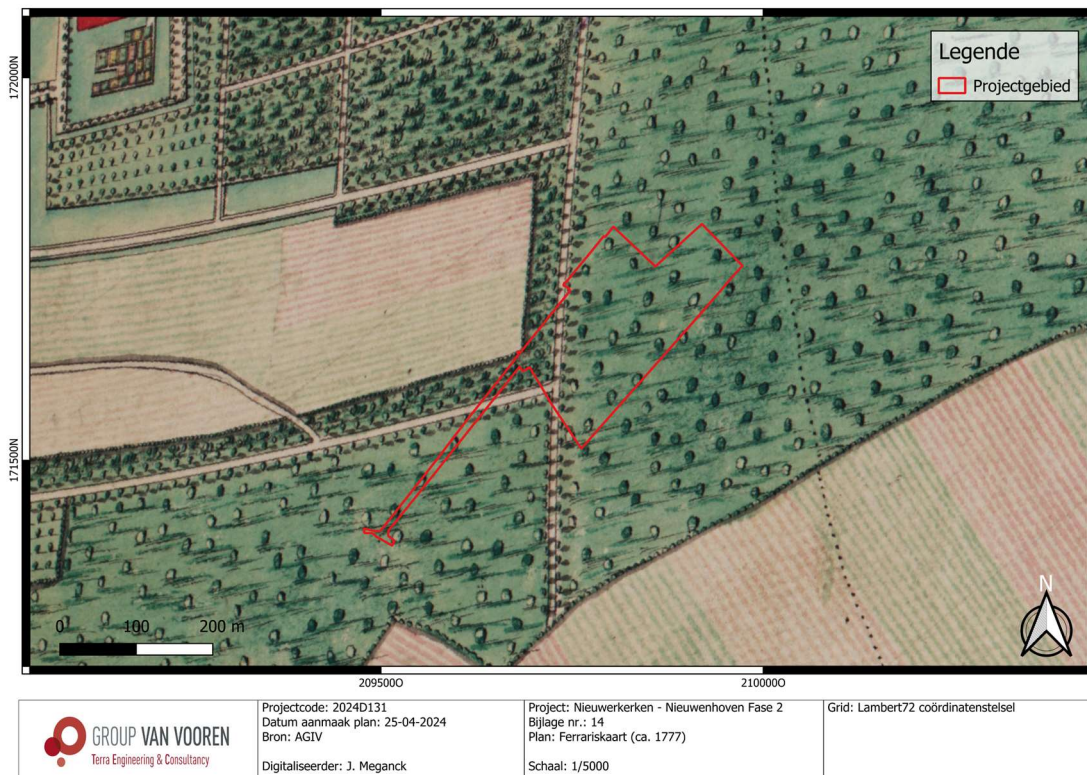 Legende
Projectgebied
172000N
171500N
N
0 100 200 m
209500O
210000O
GROUP VAN VOOREN
Terra Engineering & Consultancy
Projectcode: 2024D131
Datum aanmaak plan: 25-04-2024
Bron: AGIV
Digitaliseerder: J. Meganck
Project: Nieuwerkerken - Nieuwenhoven Fase 2
Bijlage nr.: 14
Plan: Ferrariskaart (ca. 1777)
Schaal: 1/5000
Grid: Lambert72 coördinatenstelsel